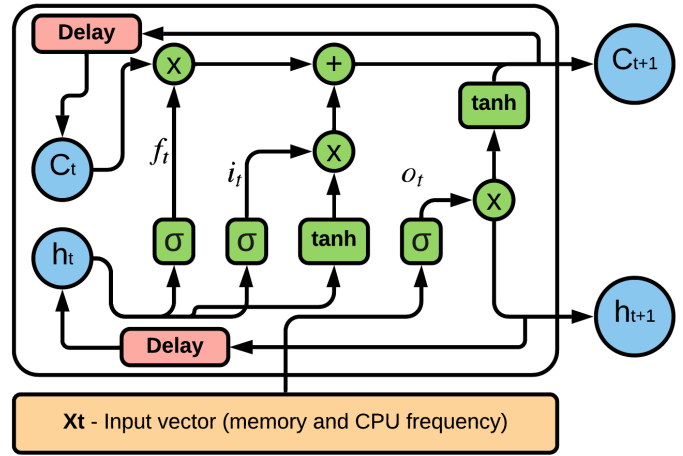 Delay
Ct
x
+
Ct+1
tanh
ft
it
x
ot
x
ht
σ
σ
tanh
σ
ht+1
Delay
Xt - Input vector (memory and CPU frequency)